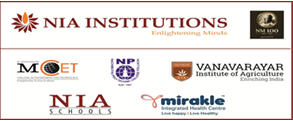 NIA INSTITUTIONS
Enlightening Minds
NM 100
MCET
NP
VANAVARAYAR
Institute of Agriculture
Enriching India
NIA
SCHOOLS
mirakle
Integrated Health Centre
Live happy | Live Healthy